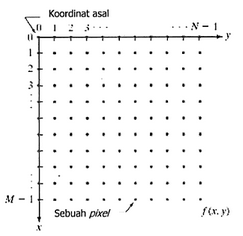 Koordinat asal
0 1 2 3 · · · · · · N − 1
0 y
1
2
3
M − 1
Sebuah pixel f(x, y)
x